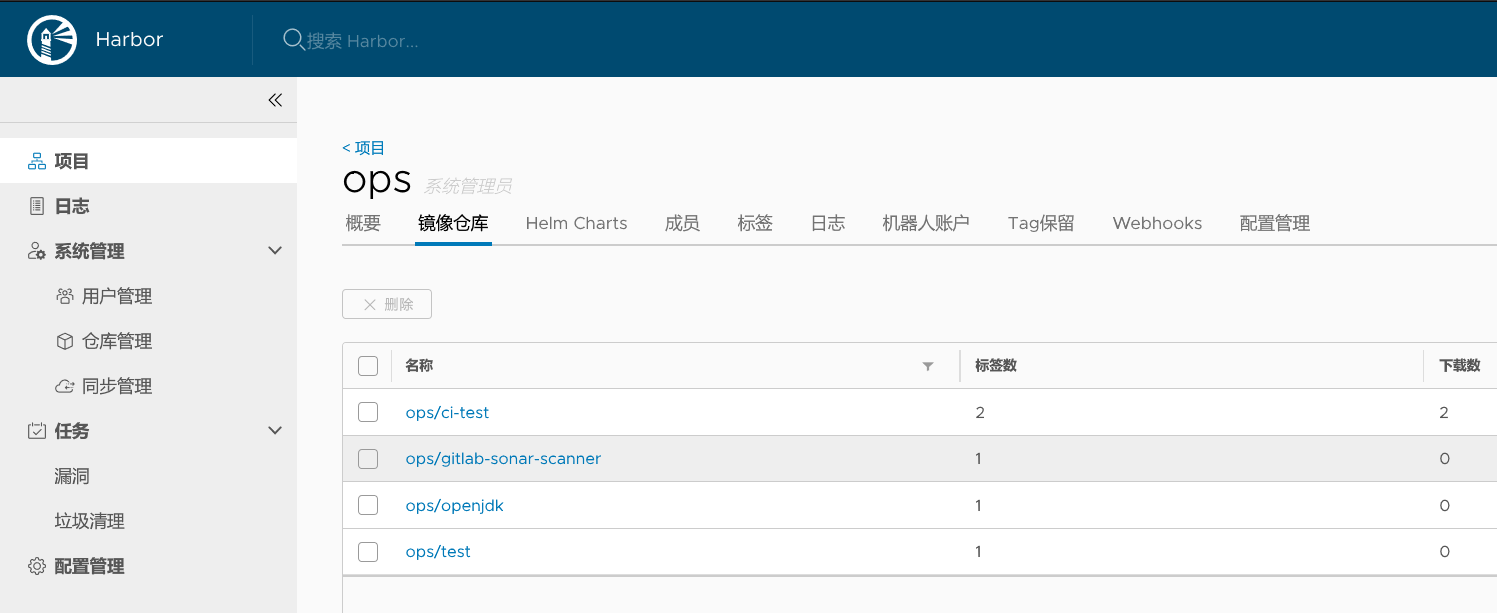 Harbor
搜索 Harbor...
项目
日志
系统管理
用户管理
仓库管理
同步管理
任务
漏洞
垃圾清理
配置管理
< 项目
ops 系统管理员
概要 镜像仓库 Helm Charts 成员 标签 日志 机器人账户 Tag保留 Webhooks 配置管理
删除
名称 标签数 下载数
ops/ci-test 2 2
ops/gitlab-sonar-scanner 1 0
ops/openjdk 1 0
ops/test 1 0